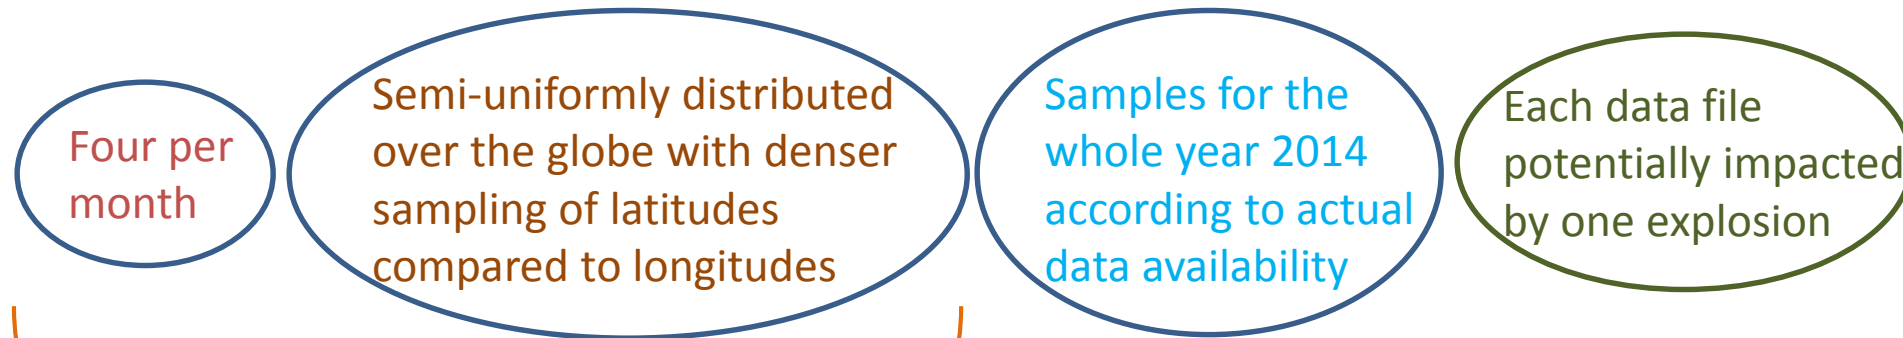 Four per
month
Semi-uniformly distributed
over the globe with denser
sampling of latitudes
compared to longitudes
Samples for the
whole year 2014
according to actual
data availability
Each data file
potentially impacted
by one explosion